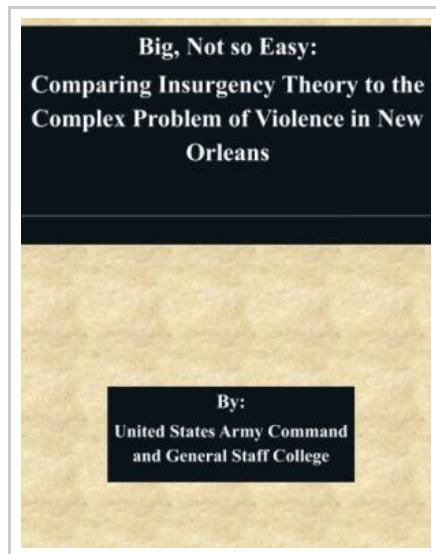 Big, Not so Easy:
Comparing Insurgency Theory to the
Complex Problem of Violence in New
Orleans
By:
United States Army Command
and General Staff College